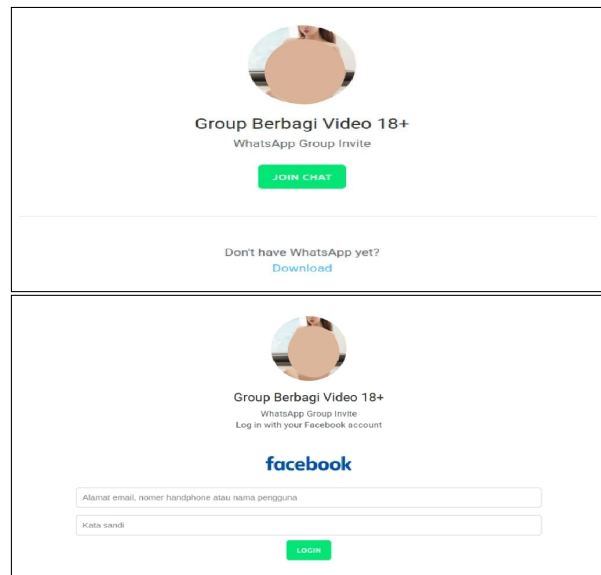 Group Berbagi Video 18+
WhatsApp Group Invite
JOIN CHAT
Don't have WhatsApp yet?
Download
Group Berbagi Video 18+
WhatsApp Group Invite
Log in with your Facebook account
facebook
Alamat email, nomer handphone atau nama pengguna
Kata sandi
LOGIN